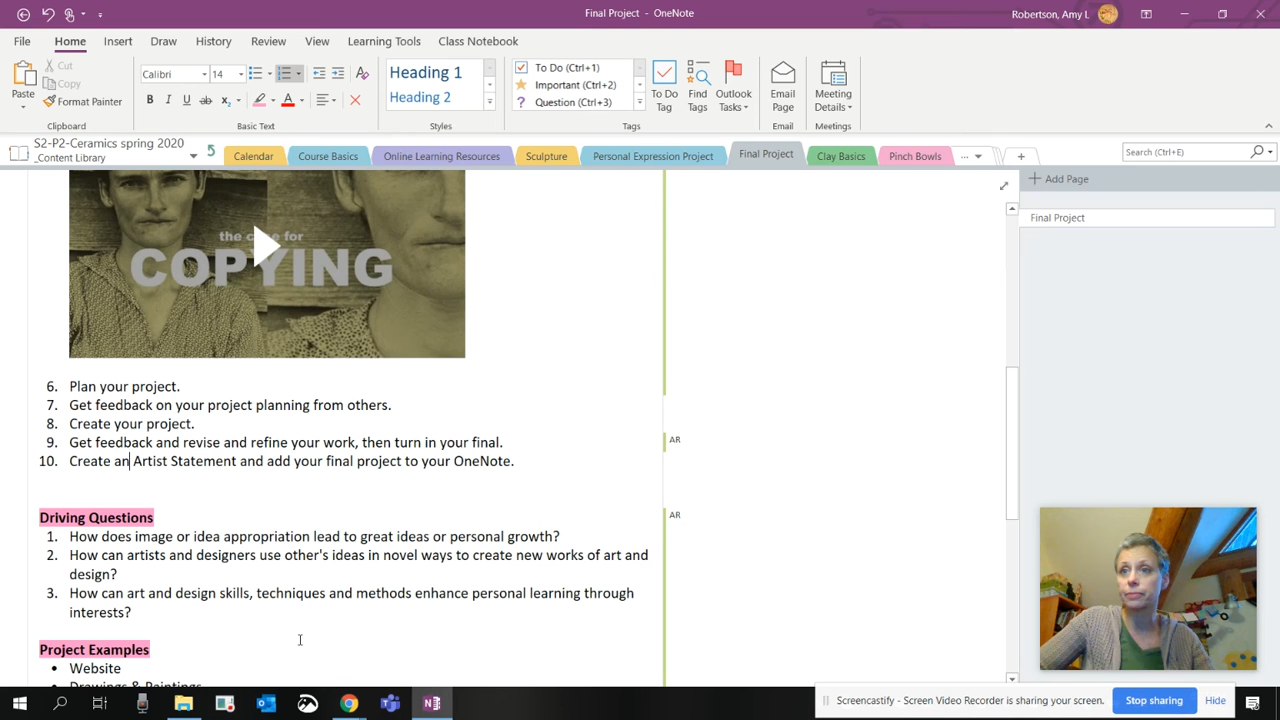 Final Project - OneNote
Robertson, Amy L
File Home Insert Draw History Review View Learning Tools Class Notebook
Paste
Cut
Copy
Format Painter
Clipboard
Calibri 14
B I U ab x2 A
Basic Text
Heading 1
Heading 2
Styles
To Do (Ctrl+1)
Important (Ctrl+2)
? Question (Ctrl+3)
To Do Tag
Find Tags
Outlook Tasks
Tags
Email Page
Email
Meeting Details
Meetings
S2-P2-Ceramics spring 2020
_Content Library
Calendar Course Basics Online Learning Resources Sculpture Personal Expression Project Final Project Clay Basics Pinch Bowls ... +
Search (Ctrl+E)
Add Page
Final Project
the case for
COPYING
6. Plan your project.
7. Get feedback on your project planning from others.
8. Create your project.
9. Get feedback and revise and refine your work, then turn in your final.
AR
10. Create an Artist Statement and add your final project to your OneNote.
Driving Questions
AR
1. How does image or idea appropriation lead to great ideas or personal growth?
2. How can artists and designers use other's ideas in novel ways to create new works of art and
design?
3. How can art and design skills, techniques and methods enhance personal learning through
interests?
Project Examples
• Website
• Drawings & Paintings
Screencastify - Screen Video Recorder is sharing your screen. Stop sharing Hide